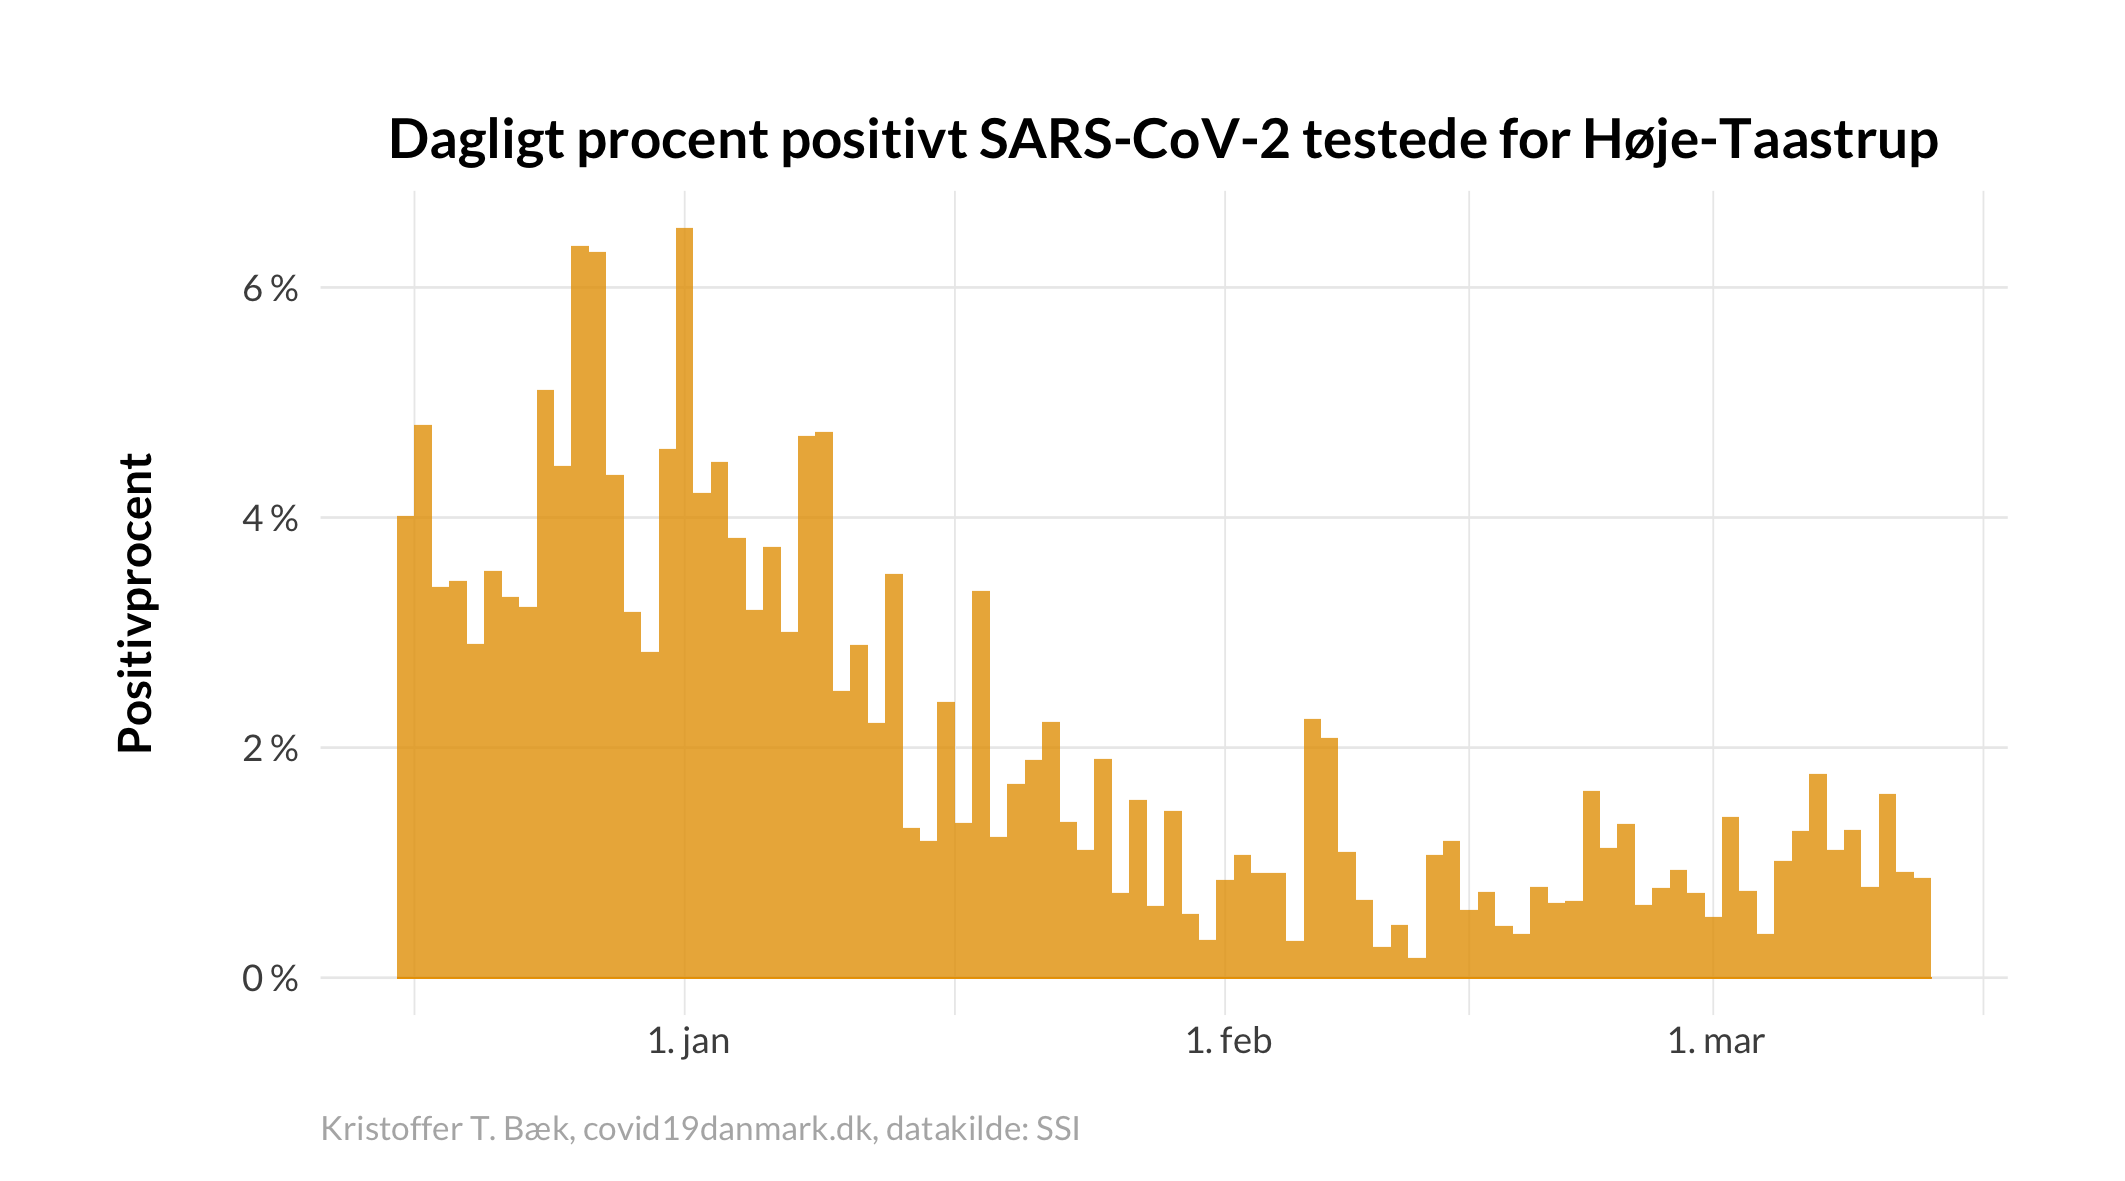 Dagligt procent positivt SARS-CoV-2 testede for Høje-Taastrup
Positivprocent
6 %
4 %
2 %
0 %
1. jan
1. feb
1. mar
Kristoffer T. Bæk, covid19danmark.dk, datakilde: SSI